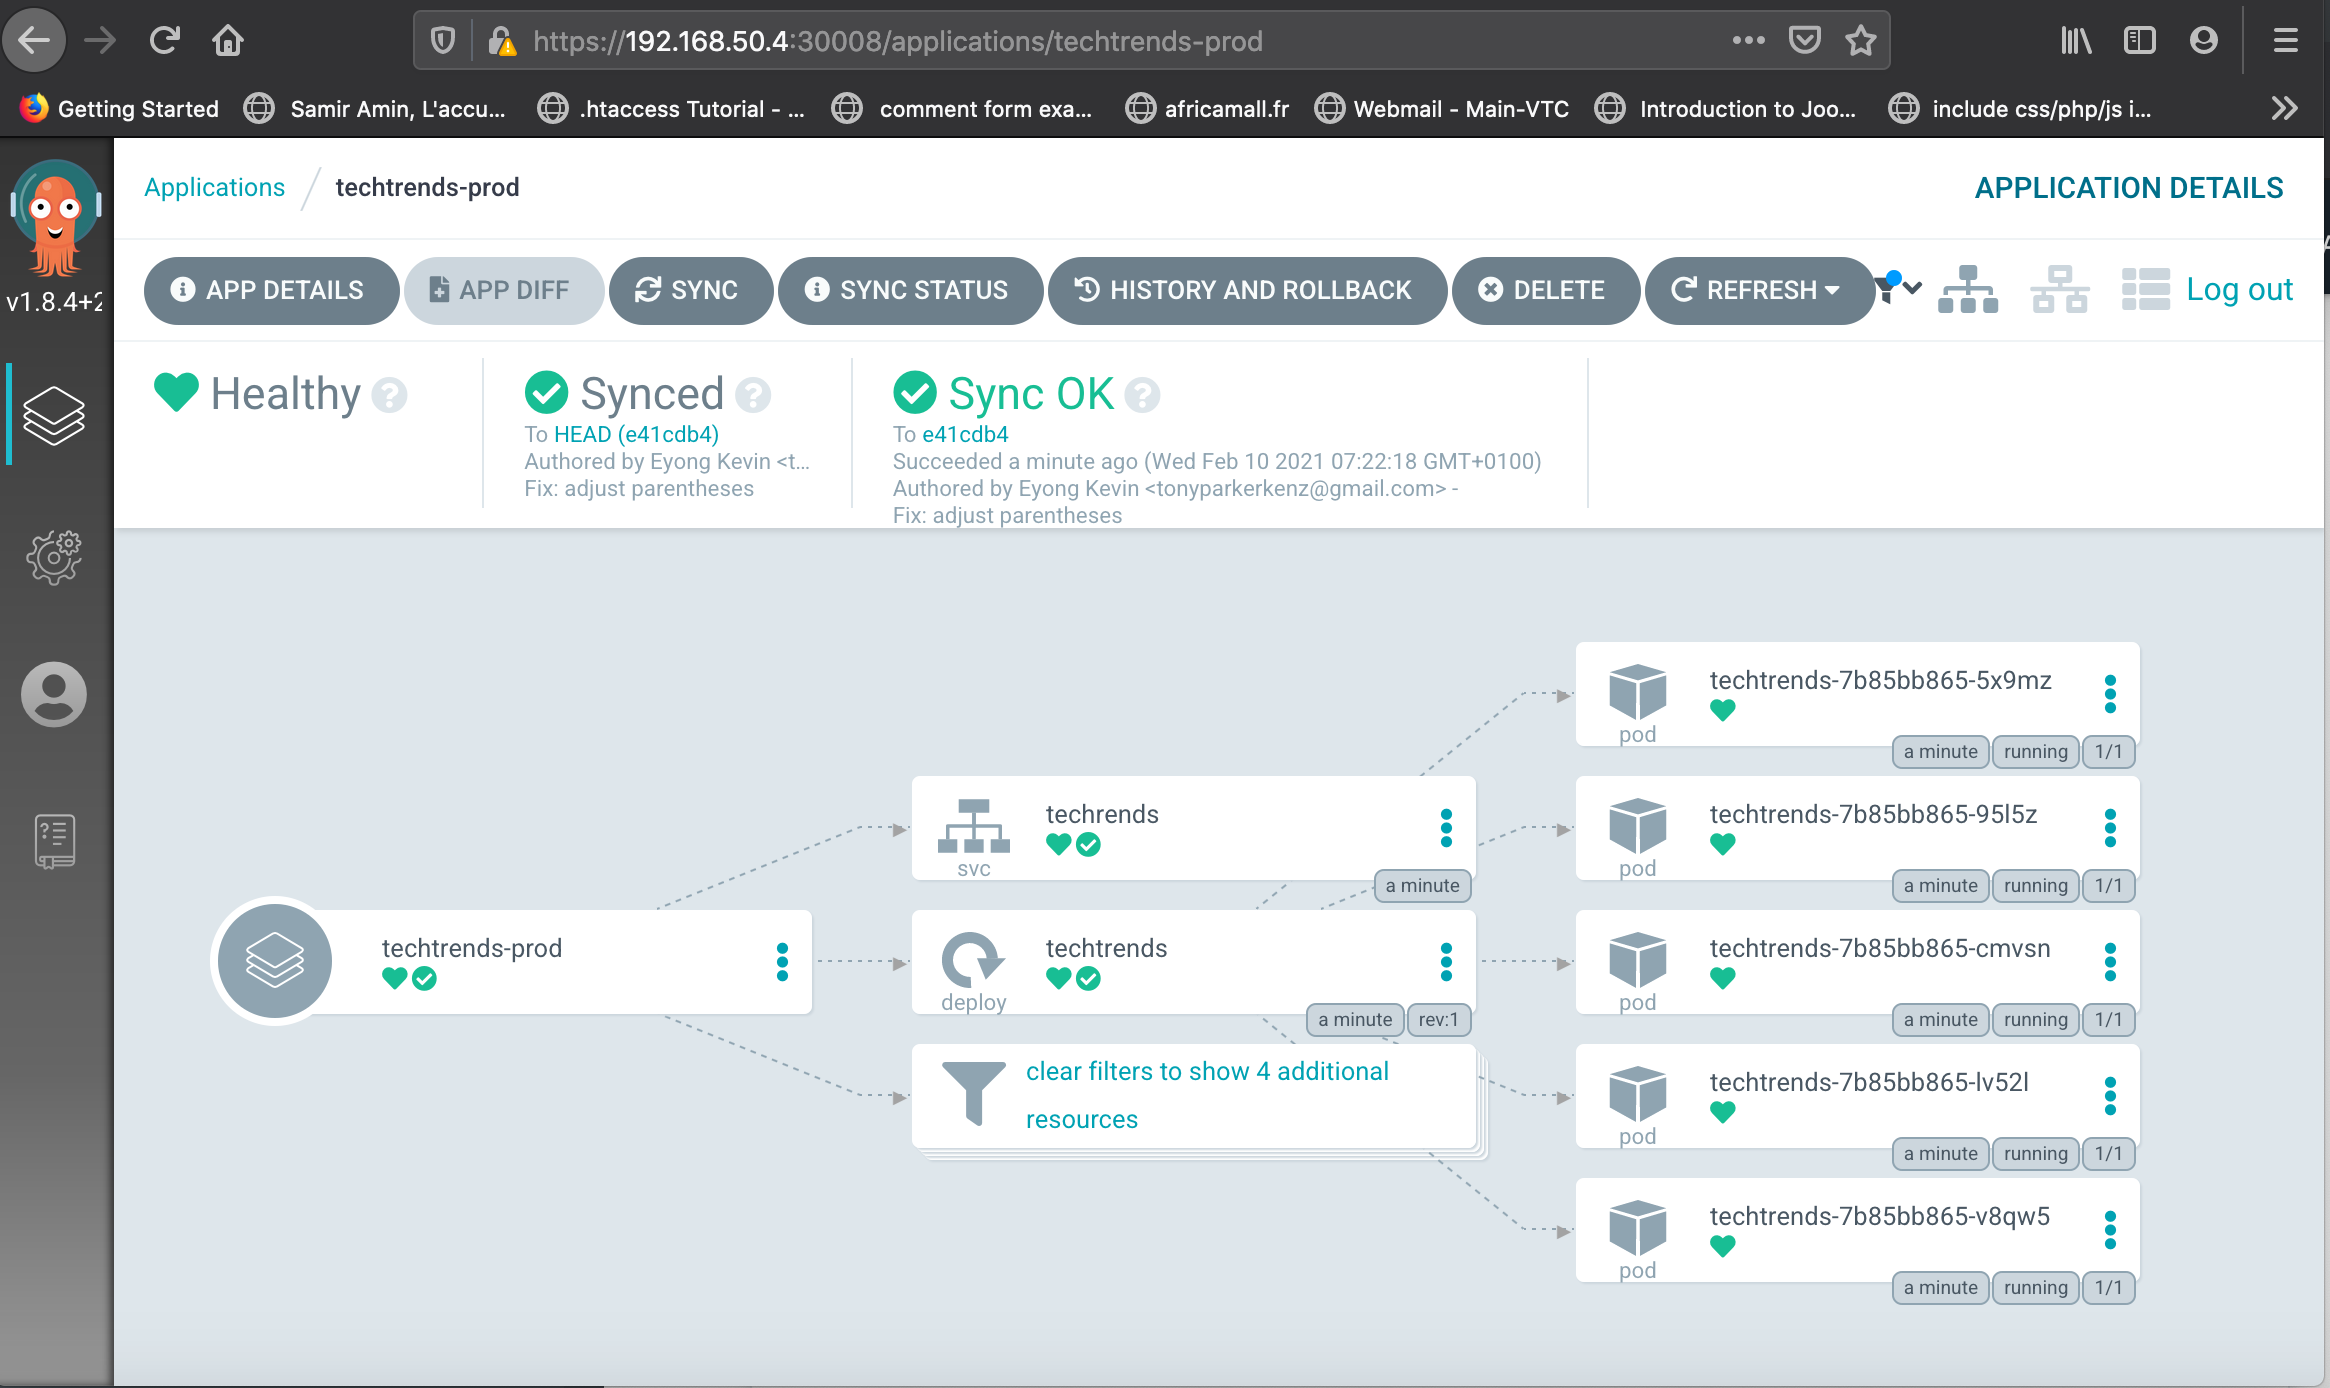 https://192.168.50.4:30008/applications/techtrends-prod
Getting Started
Samir Amin, L'accu...
.htaccess Tutorial - ...
comment form exa...
africamall.fr
Webmail - Main-VTC
Introduction to Joo...
include css/php/js i...
v1.8.4+2
Applications
techtrends-prod
APPLICATION DETAILS
APP DETAILS
APP DIFF
SYNC
SYNC STATUS
HISTORY AND ROLLBACK
DELETE
REFRESH
Log out
Healthy
Synced
To HEAD (e41cdb4)
Authored by Eyong Kevin <t...
Fix: adjust parentheses
Sync OK
To e41cdb4
Succeeded a minute ago (Wed Feb 10 2021 07:22:18 GMT+0100)
Authored by Eyong Kevin <tonyparkerkenz@gmail.com> -
Fix: adjust parentheses
techtrends-prod
techrends
svc
a minute
techtrends
deploy
a minute
rev:1
clear filters to show 4 additional
resources
techtrends-7b85bb865-5x9mz
pod
a minute
running
1/1
techtrends-7b85bb865-95l5z
pod
a minute
running
1/1
techtrends-7b85bb865-cmvsn
pod
a minute
running
1/1
techtrends-7b85bb865-lv52l
pod
a minute
running
1/1
techtrends-7b85bb865-v8qw5
pod
a minute
running
1/1